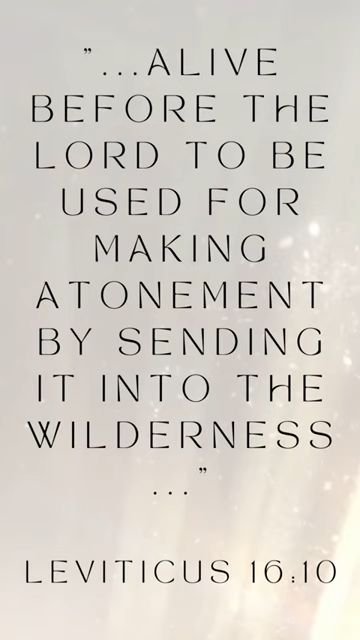 "...ALIVE
BEFORE THE
LORD TO BE
USED FOR
MAKING
ATONEMENT
BY SENDING
IT INTO THE
WILDERNESS
..."
LEVITICUS 16:10